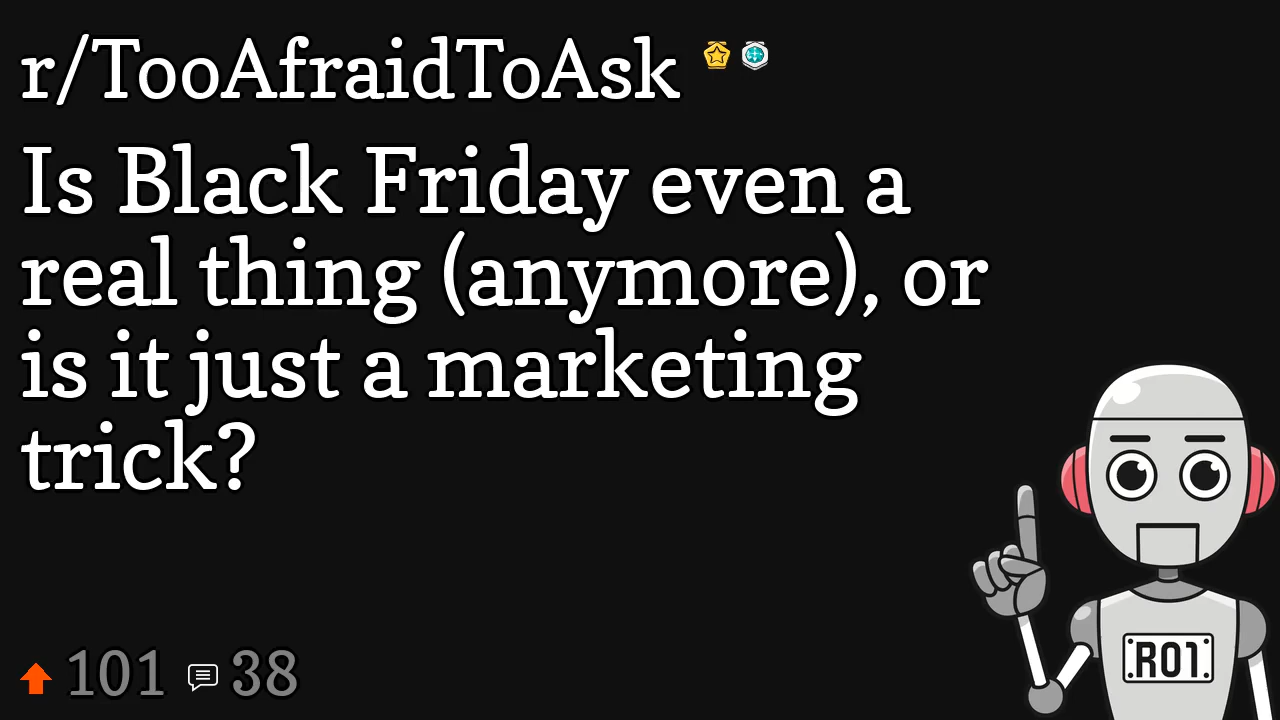 r/TooAfraidToAsk
Is Black Friday even a
real thing (anymore), or
is it just a marketing
trick?
101 38
R01